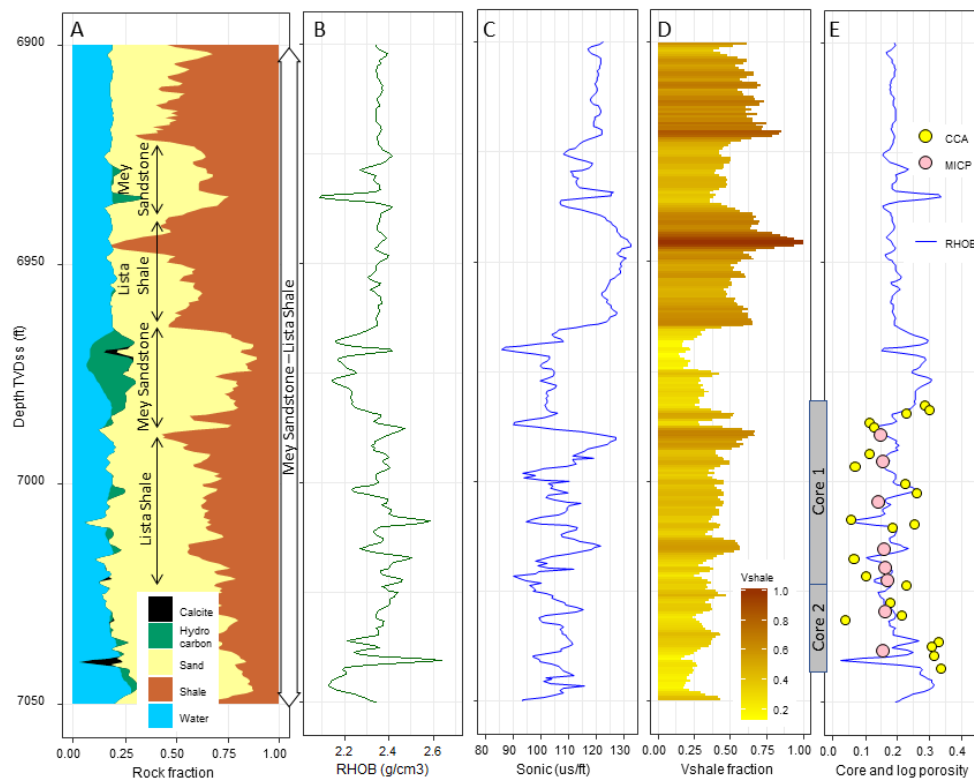 A
B
C
D
E
6900
6950
7000
7050
Depth TVDss (ft)
Mey
Sandstone
Lista
Shale
Mey Sandstone
Lista Shale
Mey Sandstone–Lista Shale
Calcite
Hydro
carbon
Sand
Shale
Water
0.00 0.25 0.50 0.75 1.00
Rock fraction
2.2 2.4 2.6
RHOB (g/cm3)
80 90 100 110 120 130
Sonic (us/ft)
Vshale
1.0
0.8
0.6
0.4
0.2
0.00 0.25 0.50 0.75 1.00
Vshale fraction
Core 1
Core 2
CCA
MICP
RHOB
0.0 0.1 0.2 0.3 0.4
Core and log porosity